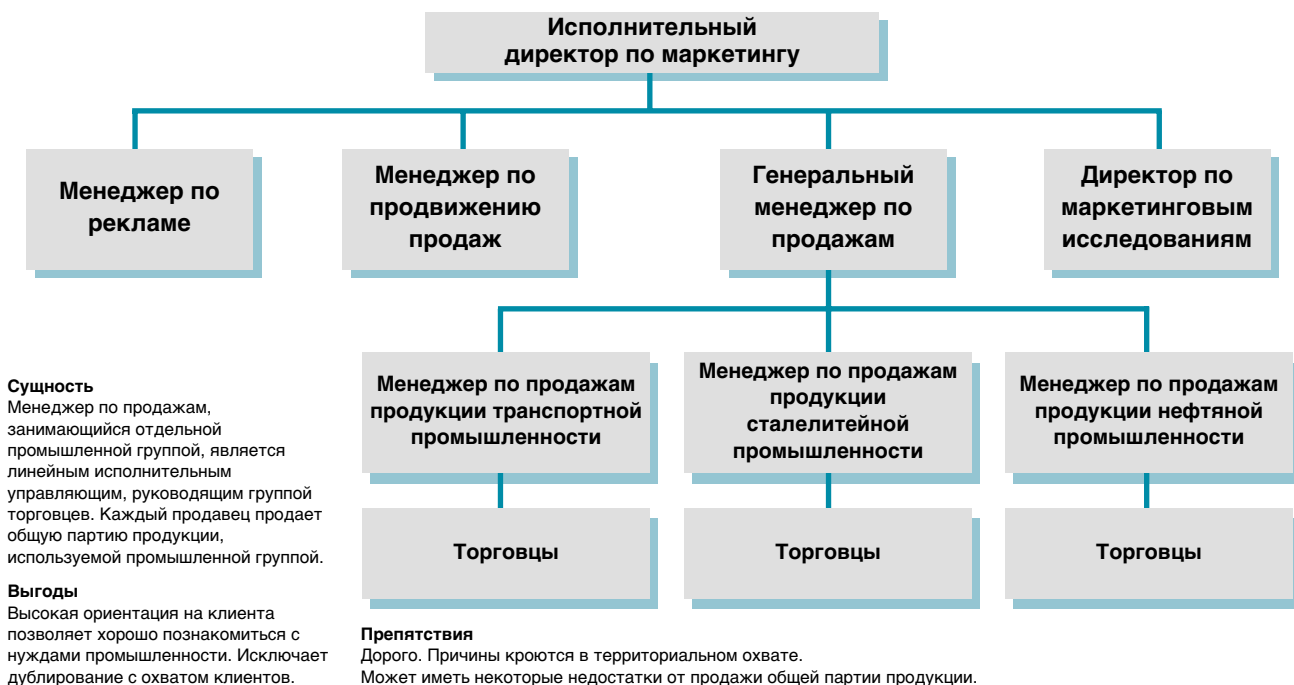 Исполнительный
директор по маркетингу
Менеджер по
рекламе
Менеджер по
продвижению
продаж
Генеральный
менеджер по
продажам
Директор по
маркетинговым
исследованиям
Менеджер по продажам
продукции транспортной
промышленности
Менеджер по продажам
продукции
сталелитейной
промышленности
Менеджер по продажам
продукции нефтяной
промышленности
Торговцы
Торговцы
Торговцы
Сущность
Менеджер по продажам,
занимающийся отдельной
промышленной группой, является
линейным исполнительным
управляющим, руководящим группой
торговцев. Каждый продавец продает
общую партию продукции,
используемой промышленной группой.
Выгоды
Высокая ориентация на клиента
позволяет хорошо познакомиться с
нуждами промышленности. Исключает
дублирование с охватом клиентов.
Препятствия
Дорого. Причины кроются в территориальном охвате.
Может иметь некоторые недостатки от продажи общей партии продукции.